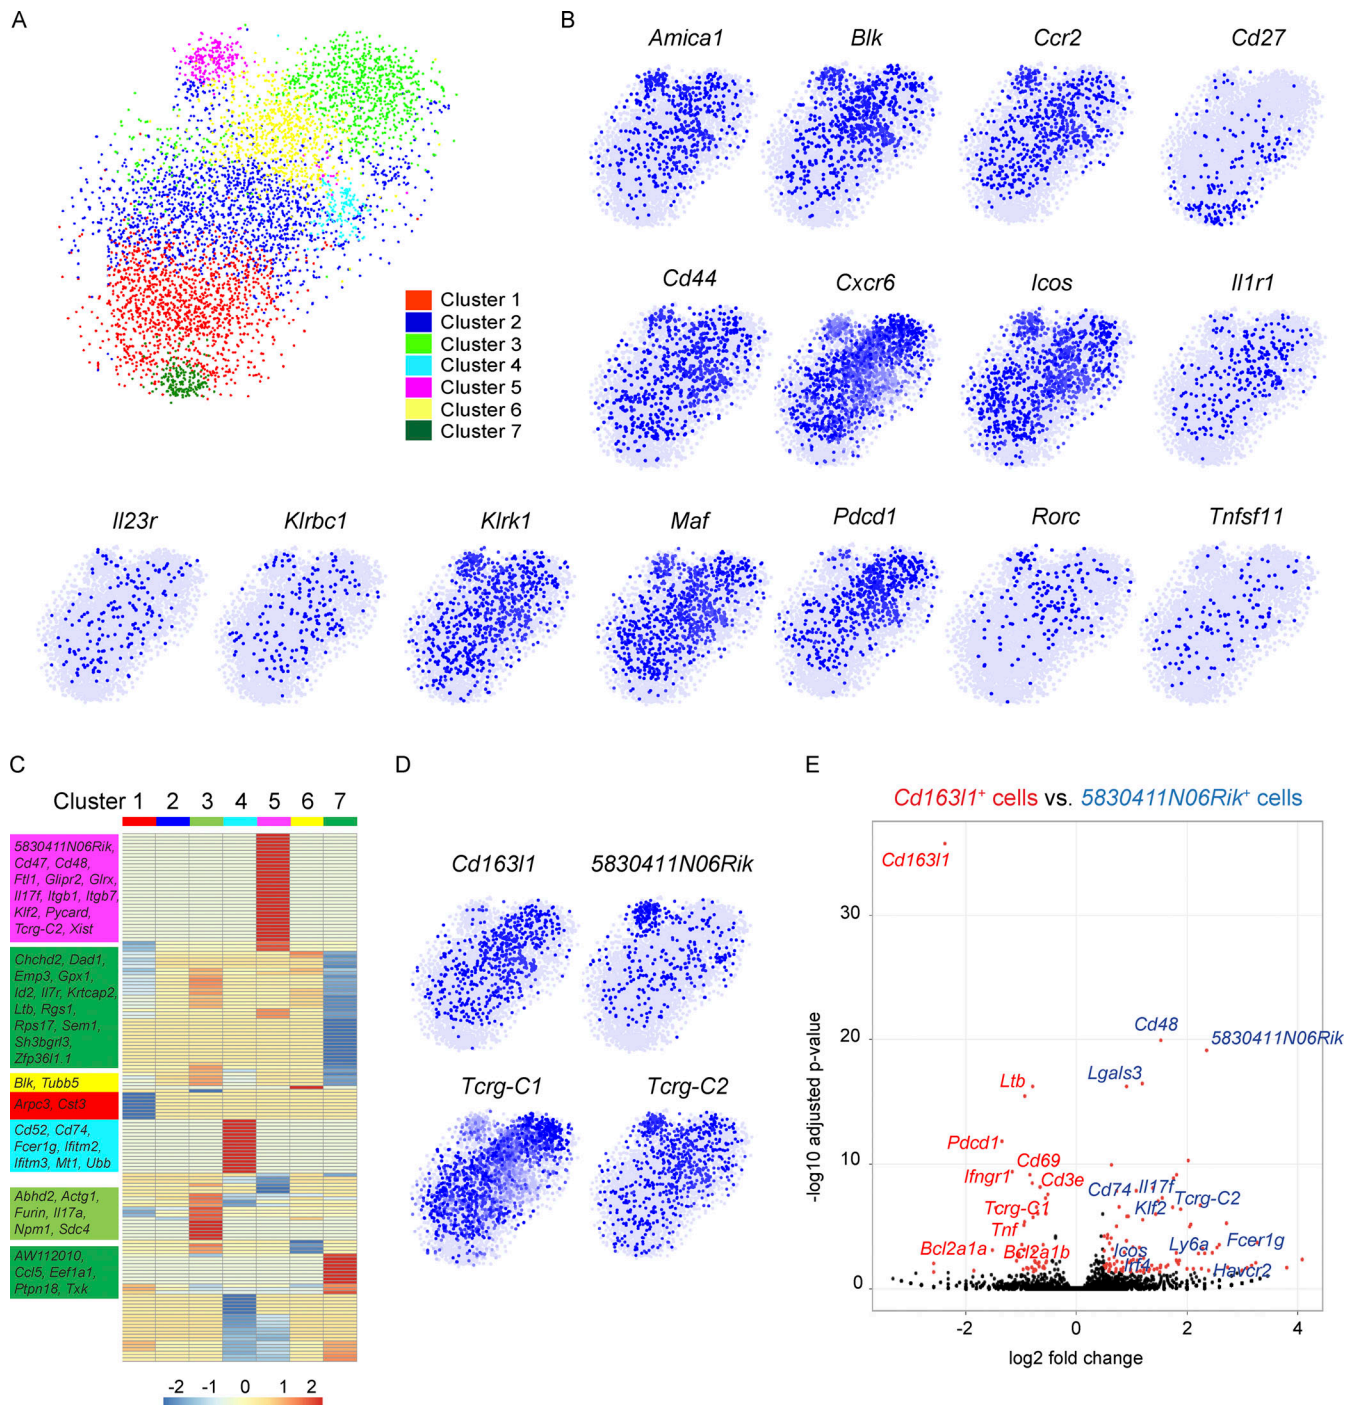 A
B
Amica1
Blk
Ccr2
Cd27
Cd44
Cxcr6
Icos
Il1r1
Cluster 1
Cluster 2
Cluster 3
Cluster 4
Cluster 5
Cluster 6
Cluster 7
Il23r
Klrbc1
Klrk1
Maf
Pdcd1
Rorc
Tnfsf11
C
Cluster 1 2 3 4 5 6 7
5830411N06Rik,
Cd47, Cd48,
Ftl1, Glipr2, Glrx,
Il17f, Itgb1, Itgb7,
Klf2, Pycard,
Tcrg-C2, Xist
Chchd2, Dad1,
Emp3, Gpx1,
Id2, Il7r, Krtcap2,
Ltb, Rgs1,
Rps17, Sem1,
Sh3bgrl3,
Zfp36l1.1
Blk, Tubb5
Arpc3, Cst3
Cd52, Cd74,
Fcer1g, Ifitm2,
Ifitm3, Mt1, Ubb
Abhd2, Actg1,
Furin, Il17a,
Npm1, Sdc4
AW112010,
Ccl5, Eef1a1,
Ptpn18, Txk
-2 -1 0 1 2
D
Cd163l1
5830411N06Rik
Tcrg-C1
Tcrg-C2
E
Cd163l1+ cells vs. 5830411N06Rik+ cells
Cd163l1
30
Cd48
5830411N06Rik
20
Lgals3
Ltb
Pdcd1
10
Cd69
Ifngr1
Cd3e
Cd74
Il17f
Tcrg-C2
Klf2
Tcrg-C1
Tnf
Bcl2a1a
Bcl2a1b
Icos
Ly6a
Fcer1g
Irf4
Havcr2
0
-log10 adjusted p-value
-2 0 2 4
log2 fold change